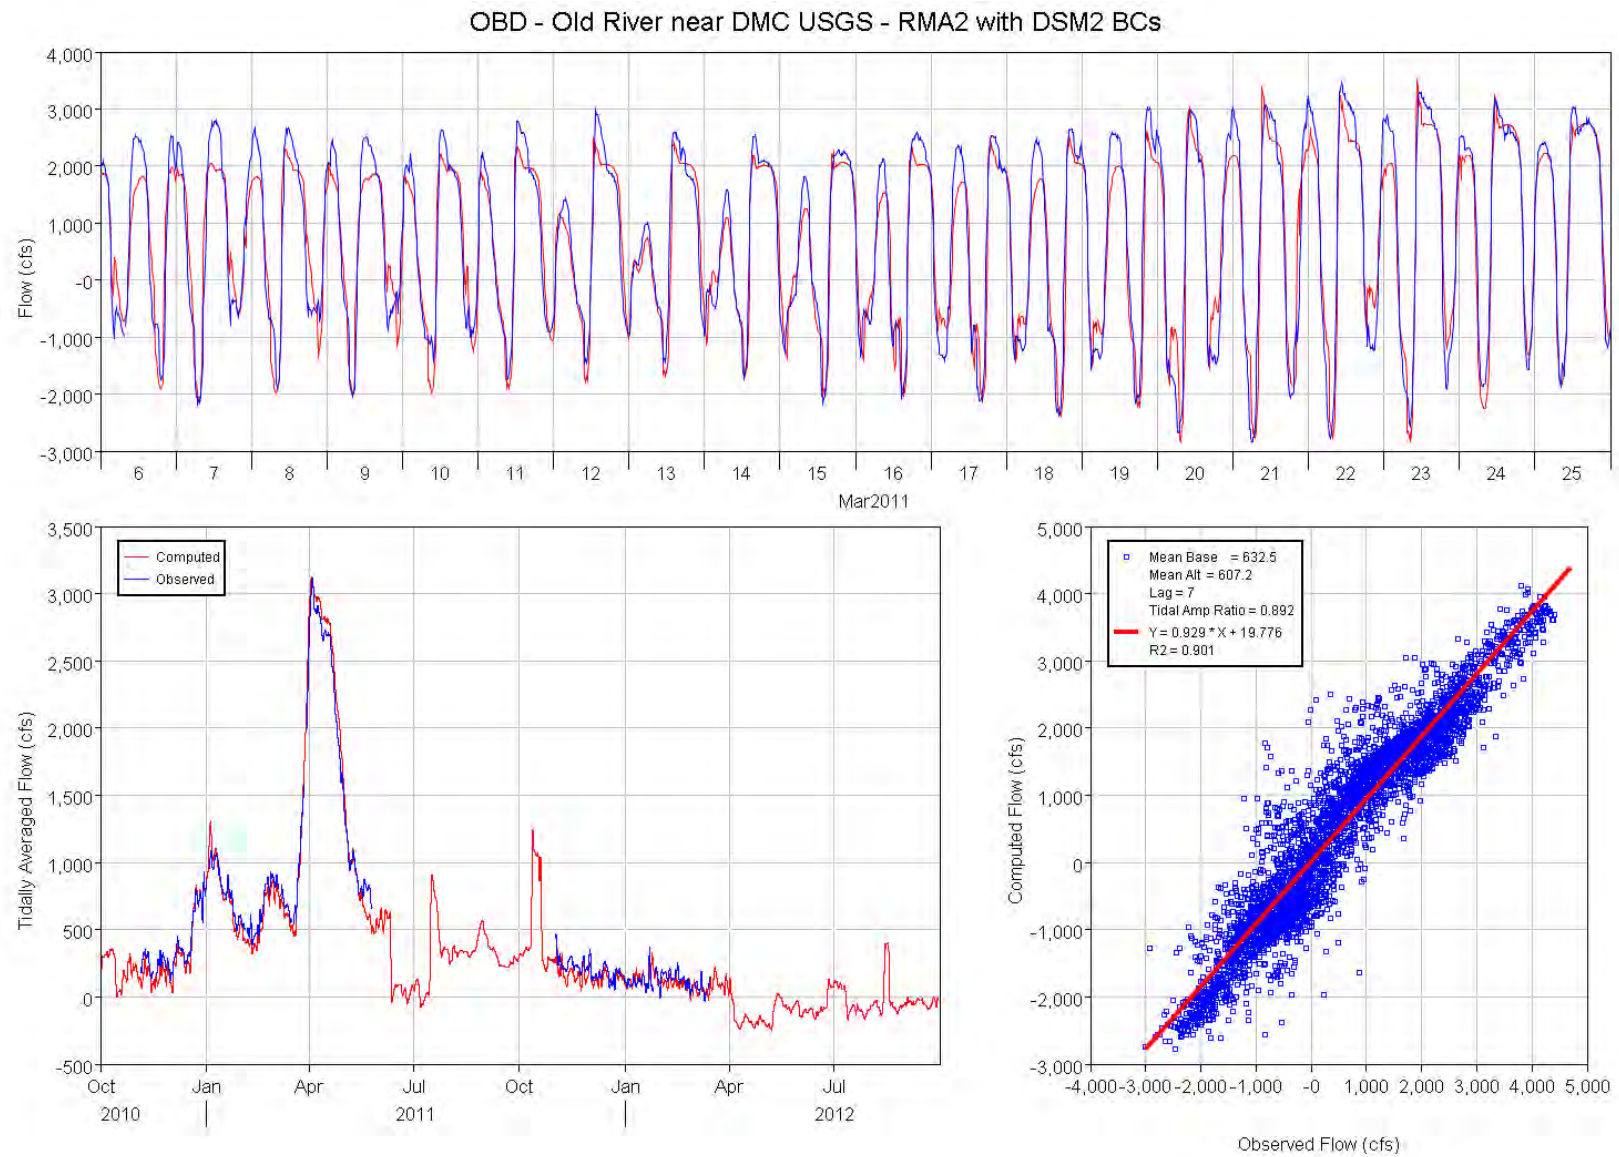 OBD - Old River near DMC USGS - RMA2 with DSM2 BCs
4,000
3,000
2,000
1,000
-0
-1,000
-2,000
-3,000
Flow (cfs)
6 7 8 9 10 11 12 13 14 15 16 17 18 19 20 21 22 23 24 25
Mar2011
3,500
3,000
2,500
2,000
1,500
1,000
500
0
-500
Tidally Averaged Flow (cfs)
Computed
Observed
Oct Jan Apr Jul Oct Jan Apr Jul
2010 2011 2012
5,000
4,000
3,000
2,000
1,000
0
-1,000
-2,000
-3,000
Computed Flow (cfs)
Mean Base = 632.5
Mean Alt = 607.2
Lag = 7
Tidal Amp Ratio = 0.892
Y = 0.929 * X + 19.776
R2 = 0.901
-4,000 -3,000 -2,000 -1,000 -0 1,000 2,000 3,000 4,000 5,000
Observed Flow (cfs)